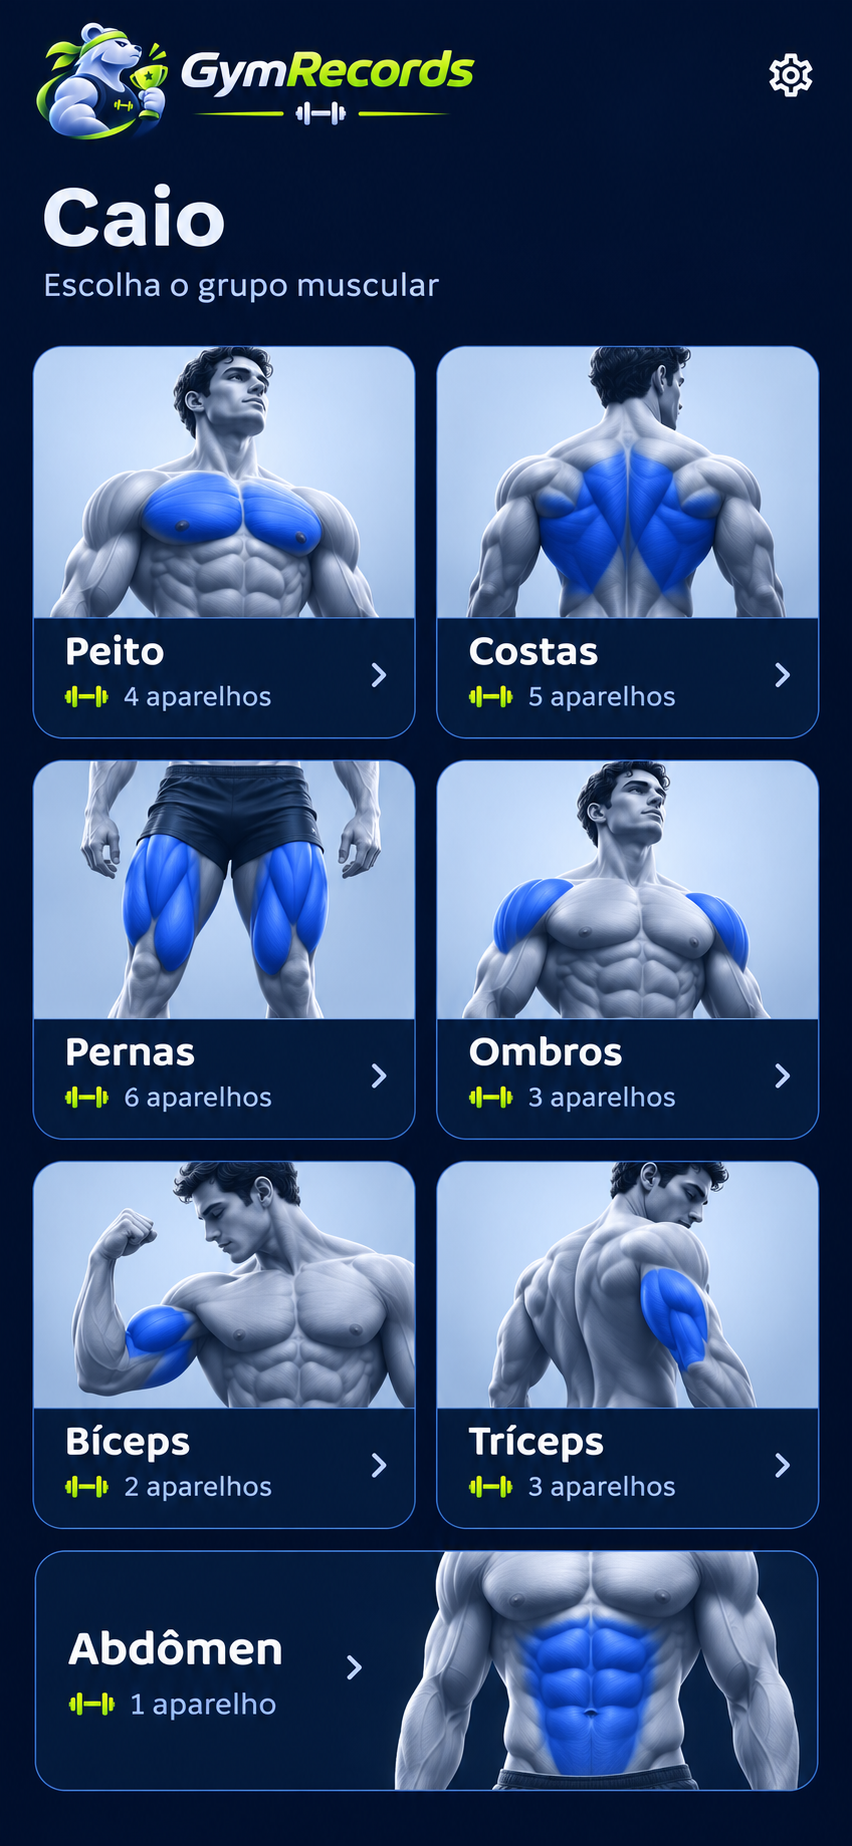 GymRecords
Caio
Escolha o grupo muscular
Peito
4 aparelhos
Costas
5 aparelhos
Pernas
6 aparelhos
Ombros
3 aparelhos
Bíceps
2 aparelhos
Tríceps
3 aparelhos
Abdômen
1 aparelho